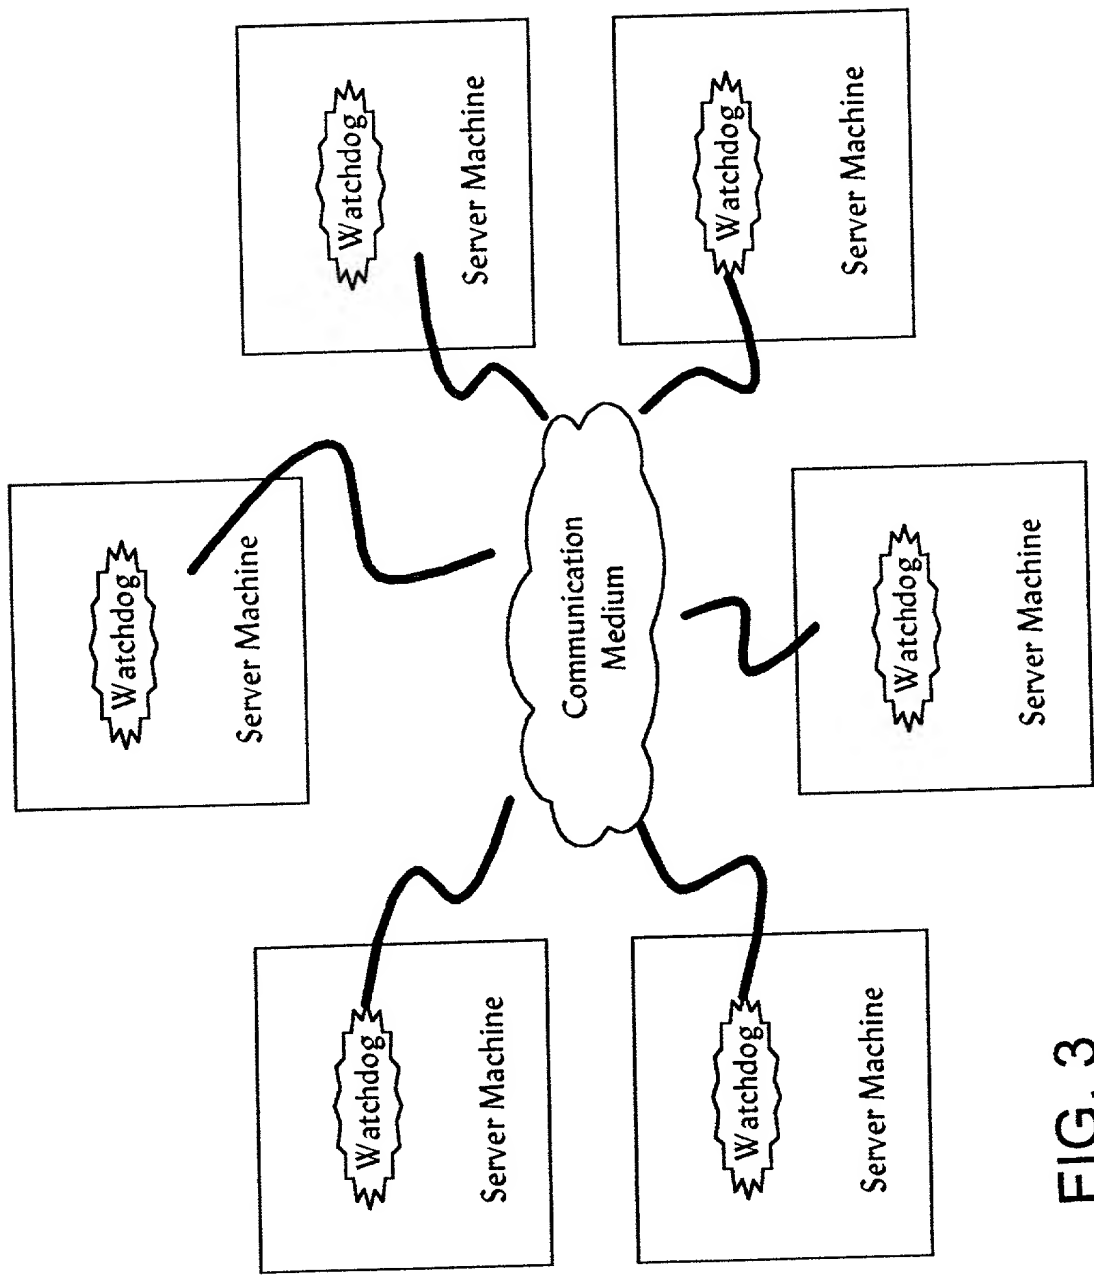 Watchdog
Server Machine
Watchdog
Server Machine
Watchdog
Server Machine
Communication
Medium
Watchdog
Server Machine
Watchdog
Server Machine
Watchdog
Server Machine
FIG. 3